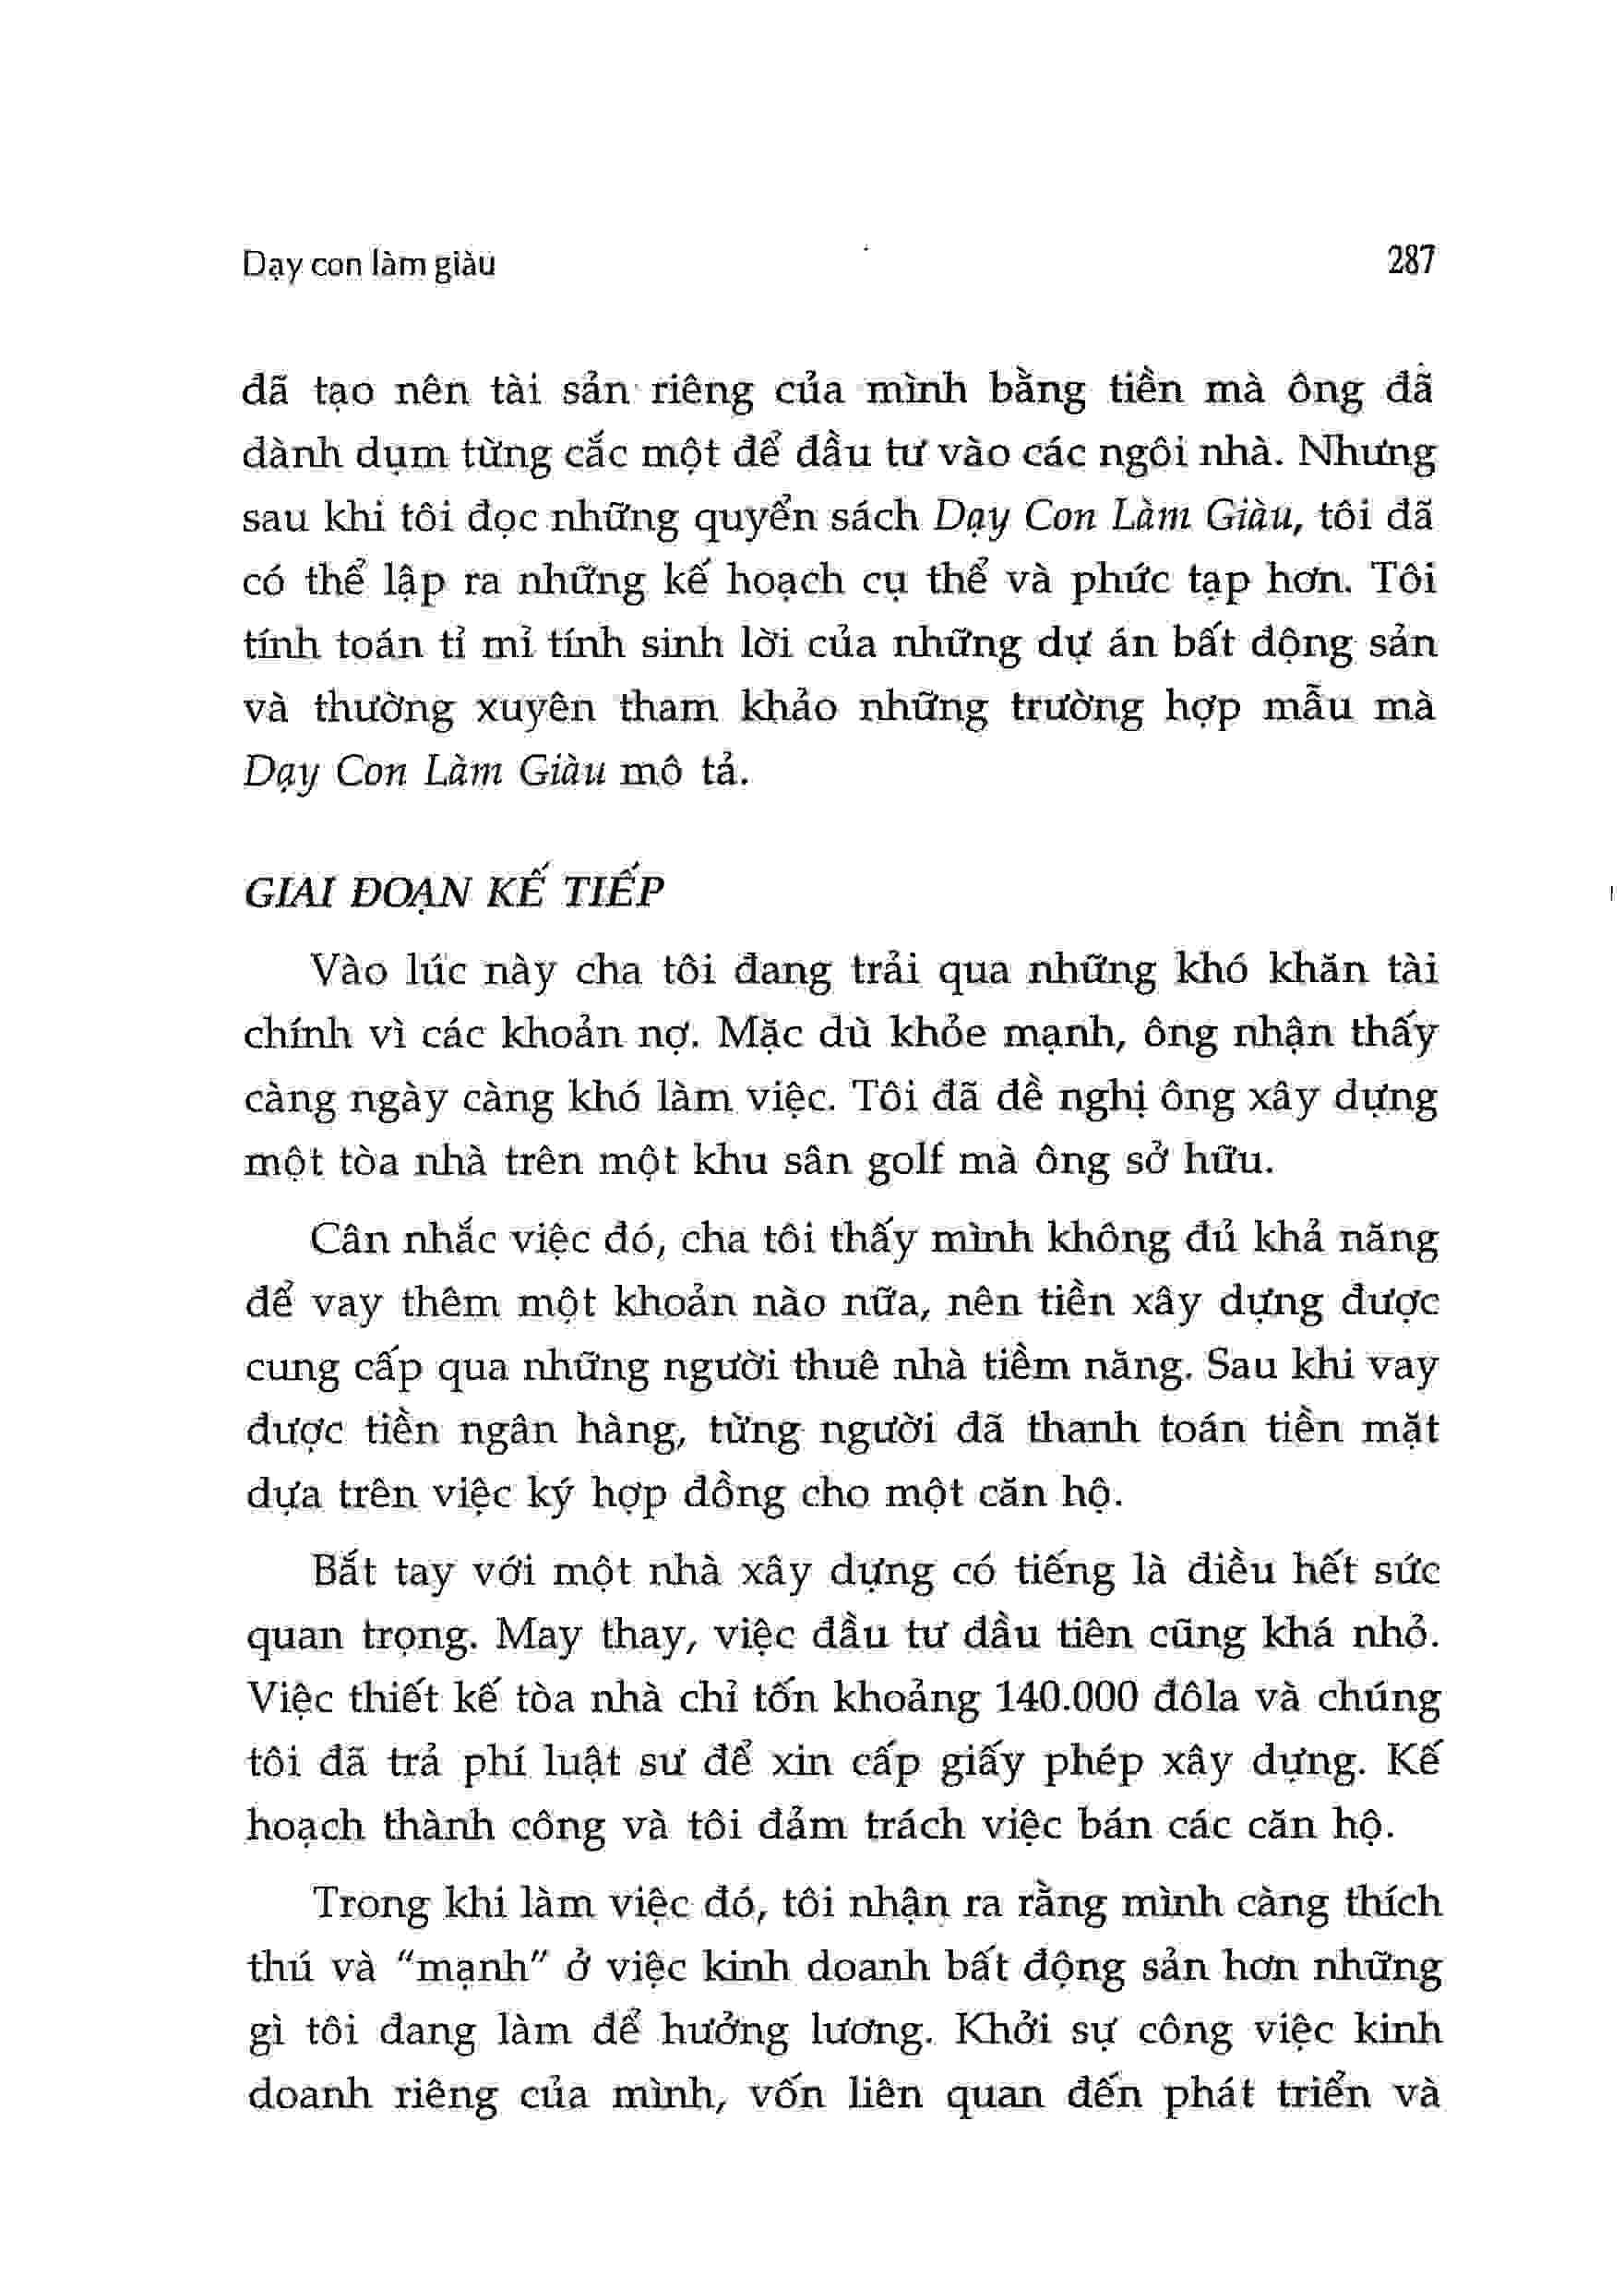 Dạy con làm giàu 287
đã tạo nên tài sản riêng của mình bằng tiền mà ông đã
dành dụm từng cắc một để đầu tư vào các ngôi nhà. Nhưng
sau khi tôi đọc những quyển sách Dạy Con Làm Giàu, tôi đã
có thể lập ra những kế hoạch cụ thể và phức tạp hơn. Tôi
tính toán tỉ mỉ tính sinh lời của những dự án bất động sản
và thường xuyên tham khảo những trường hợp mẫu mà
Dạy Con Làm Giàu mô tả.
GIAI ĐOẠN KẾ TIẾP
Vào lúc này cha tôi đang trải qua những khó khăn tài
chính vì các khoản nợ. Mặc dù khỏe mạnh, ông nhận thấy
càng ngày càng khó làm việc. Tôi đã đề nghị ông xây dựng
một tòa nhà trên một khu sân golf mà ông sở hữu.
Cân nhắc việc đó, cha tôi thấy mình không đủ khả năng
để vay thêm một khoản nào nữa, nên tiền xây dựng được
cung cấp qua những người thuê nhà tiềm năng. Sau khi vay
được tiền ngân hàng, từng người đã thanh toán tiền mặt
dựa trên việc ký hợp đồng cho một căn hộ.
Bắt tay với một nhà xây dựng có tiếng là điều hết sức
quan trọng. May thay, việc đầu tư đầu tiên cũng khá nhỏ.
Việc thiết kế tòa nhà chỉ tốn khoảng 140.000 đôla và chúng
tôi đã trả phí luật sư để xin cấp giấy phép xây dựng. Kế
hoạch thành công và tôi đảm trách việc bán các căn hộ.
Trong khi làm việc đó, tôi nhận ra rằng mình càng thích
thú và "mạnh" ở việc kinh doanh bất động sản hơn những
gì tôi đang làm để hưởng lương. Khởi sự công việc kinh
doanh riêng của mình, vốn liên quan đến phát triển và